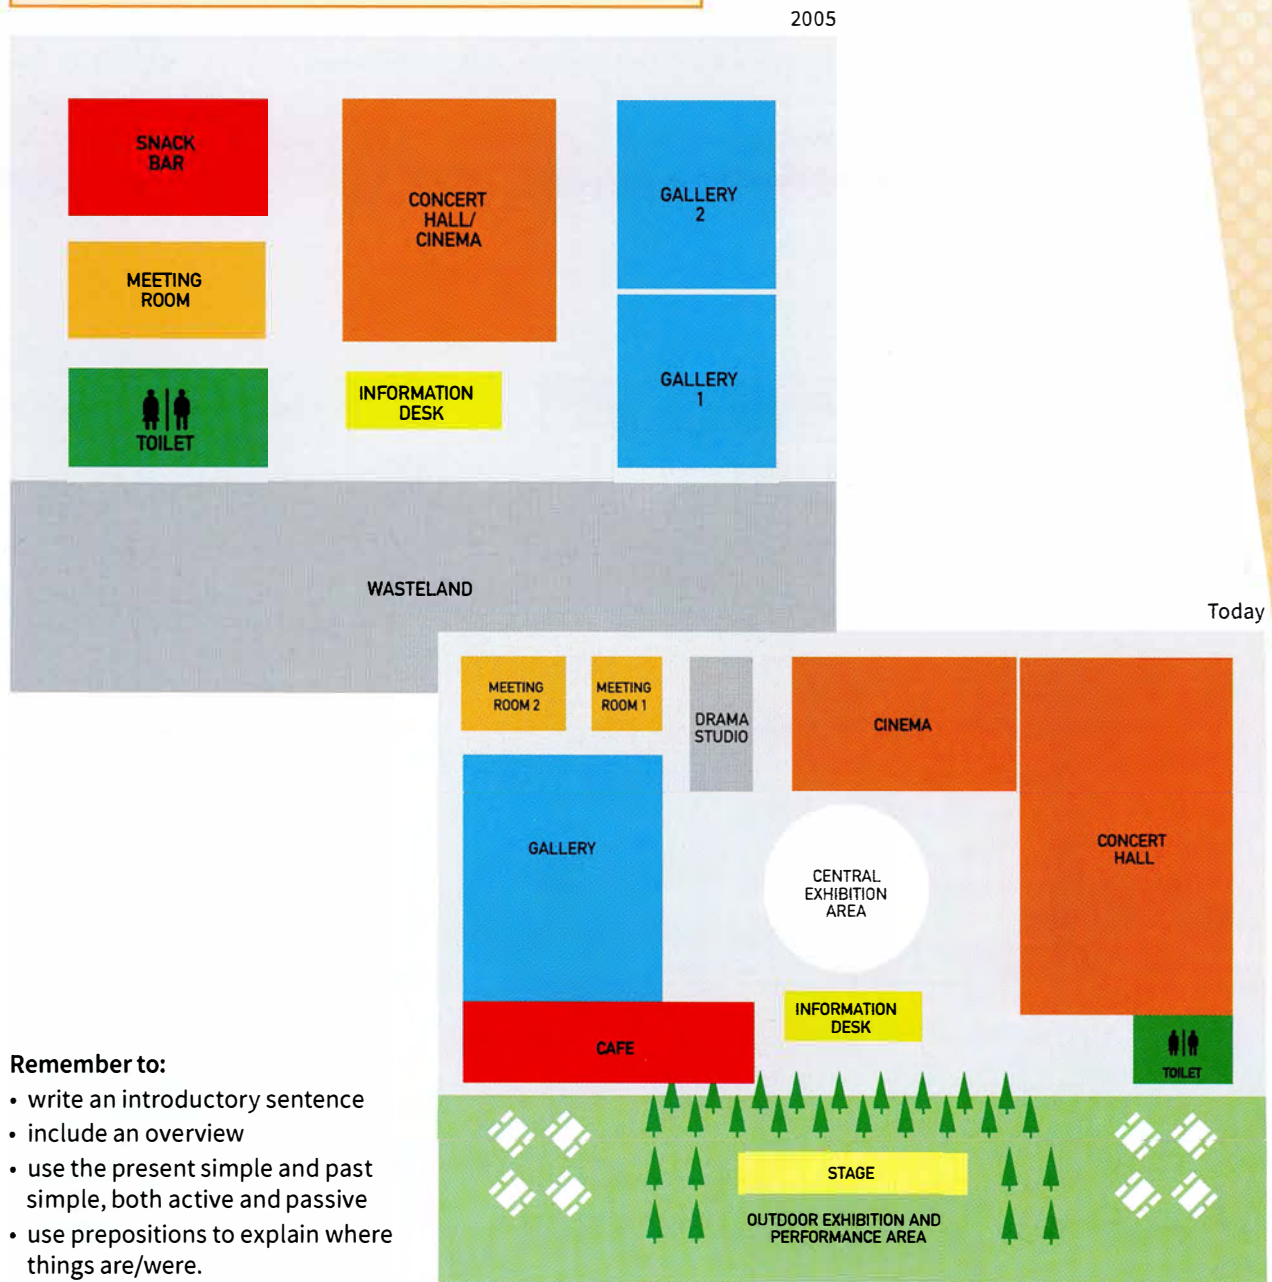 2005
SNACK
BAR
CONCERT
HALL/
CINEMA
GALLERY
2
MEETING
ROOM
GALLERY
1
INFORMATION
DESK
TOILET
WASTELAND
Today
MEETING
ROOM 2
MEETING
ROOM 1
DRAMA
STUDIO
CINEMA
GALLERY
CONCERT
HALL
CENTRAL
EXHIBITION
AREA
INFORMATION
DESK
CAFE
TOILET
STAGE
OUTDOOR EXHIBITION AND
PERFORMANCE AREA
Remember to:
• write an introductory sentence
• include an overview
• use the present simple and past
simple, both active and passive
• use prepositions to explain where
things are/were.